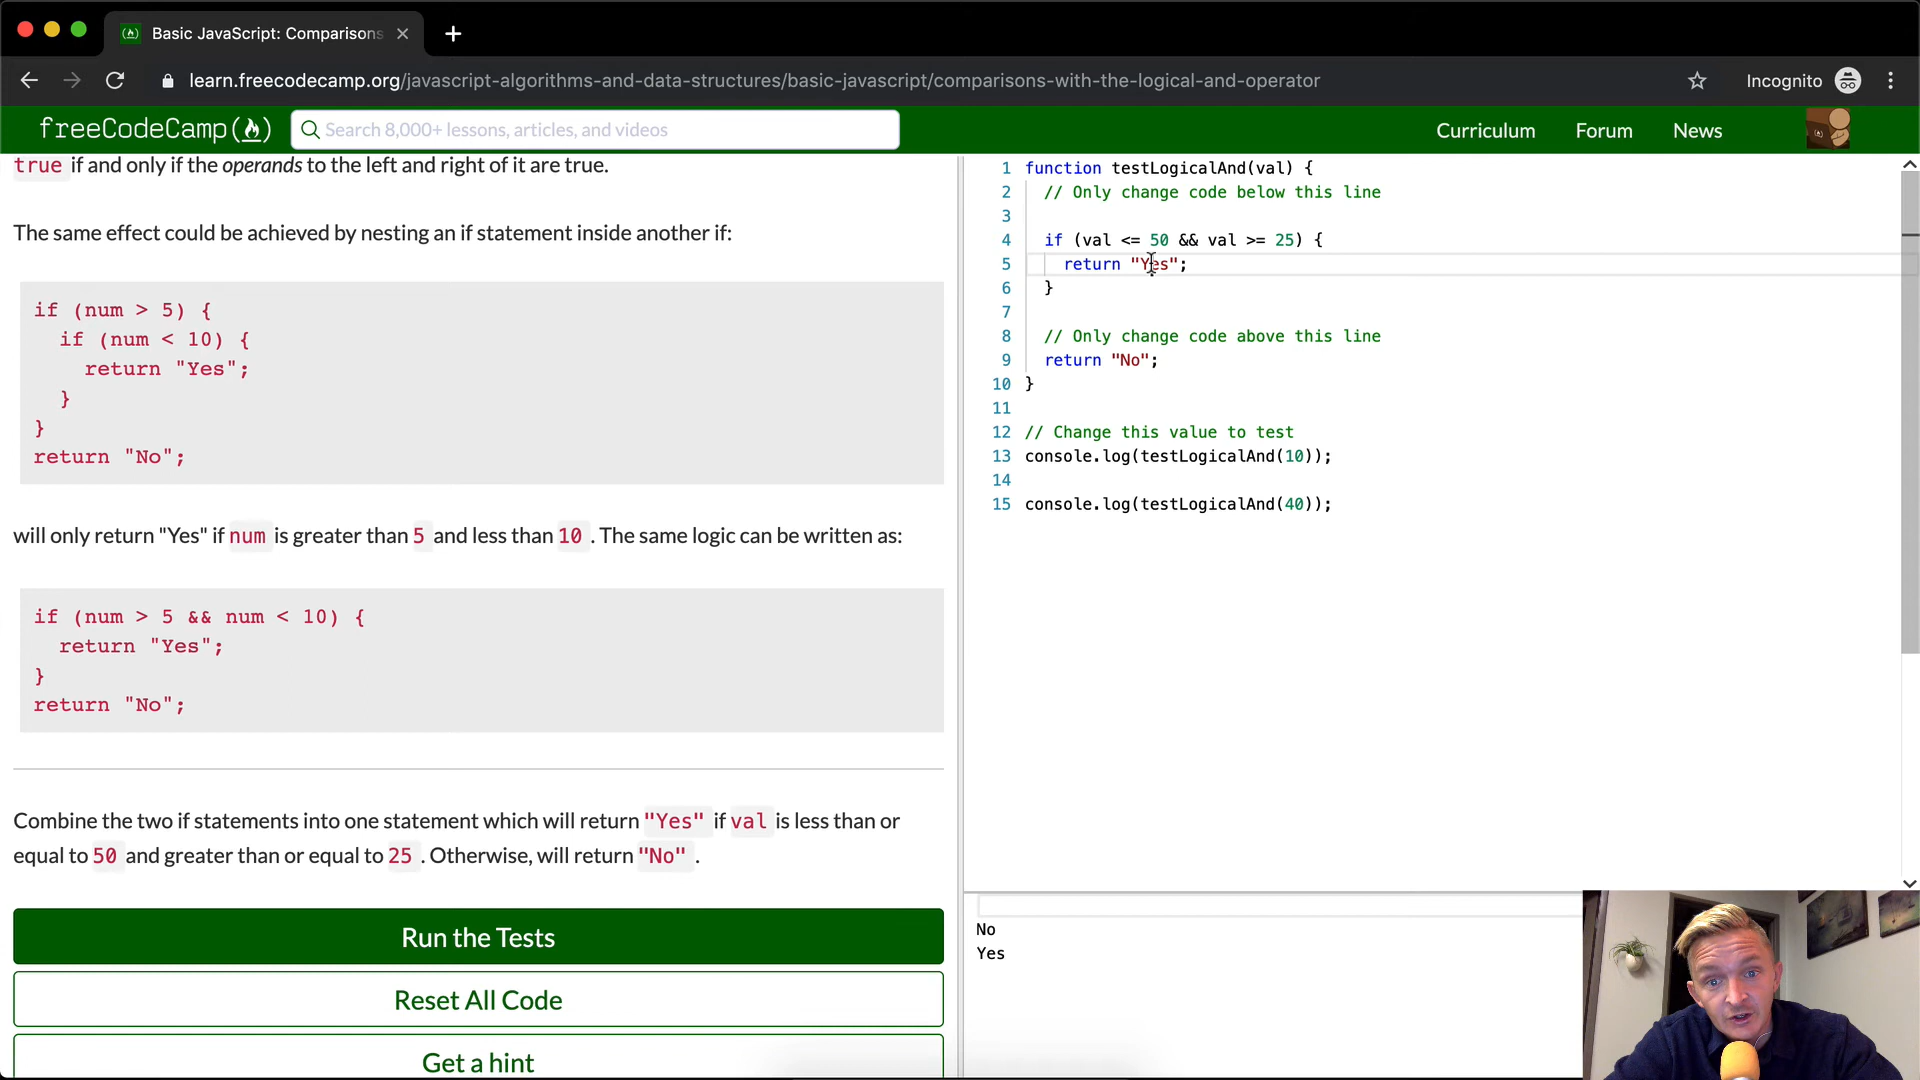 Basic JavaScript: Comparisons
learn.freecodecamp.org/javascript-algorithms-and-data-structures/basic-javascript/comparisons-with-the-logical-and-operator
Incognito
freeCodeCamp
Search 8,000+ lessons, articles, and videos
Curriculum
Forum
News
true if and only if the operands to the left and right of it are true.
The same effect could be achieved by nesting an if statement inside another if:
if (num > 5) {
if (num < 10) {
return "Yes";
}
}
return "No";
will only return "Yes" if num is greater than 5 and less than 10 . The same logic can be written as:
if (num > 5 && num < 10) {
return "Yes";
}
return "No";
Combine the two if statements into one statement which will return "Yes" if val is less than or
equal to 50 and greater than or equal to 25 . Otherwise, will return "No" .
Run the Tests
Reset All Code
Get a hint
1 function testLogicalAnd(val) {
2 // Only change code below this line
3
4 if (val <= 50 && val >= 25) {
5 return "Yes";
6 }
7
8 // Only change code above this line
9 return "No";
10 }
11
12 // Change this value to test
13 console.log(testLogicalAnd(10));
14
15 console.log(testLogicalAnd(40));
No
Yes